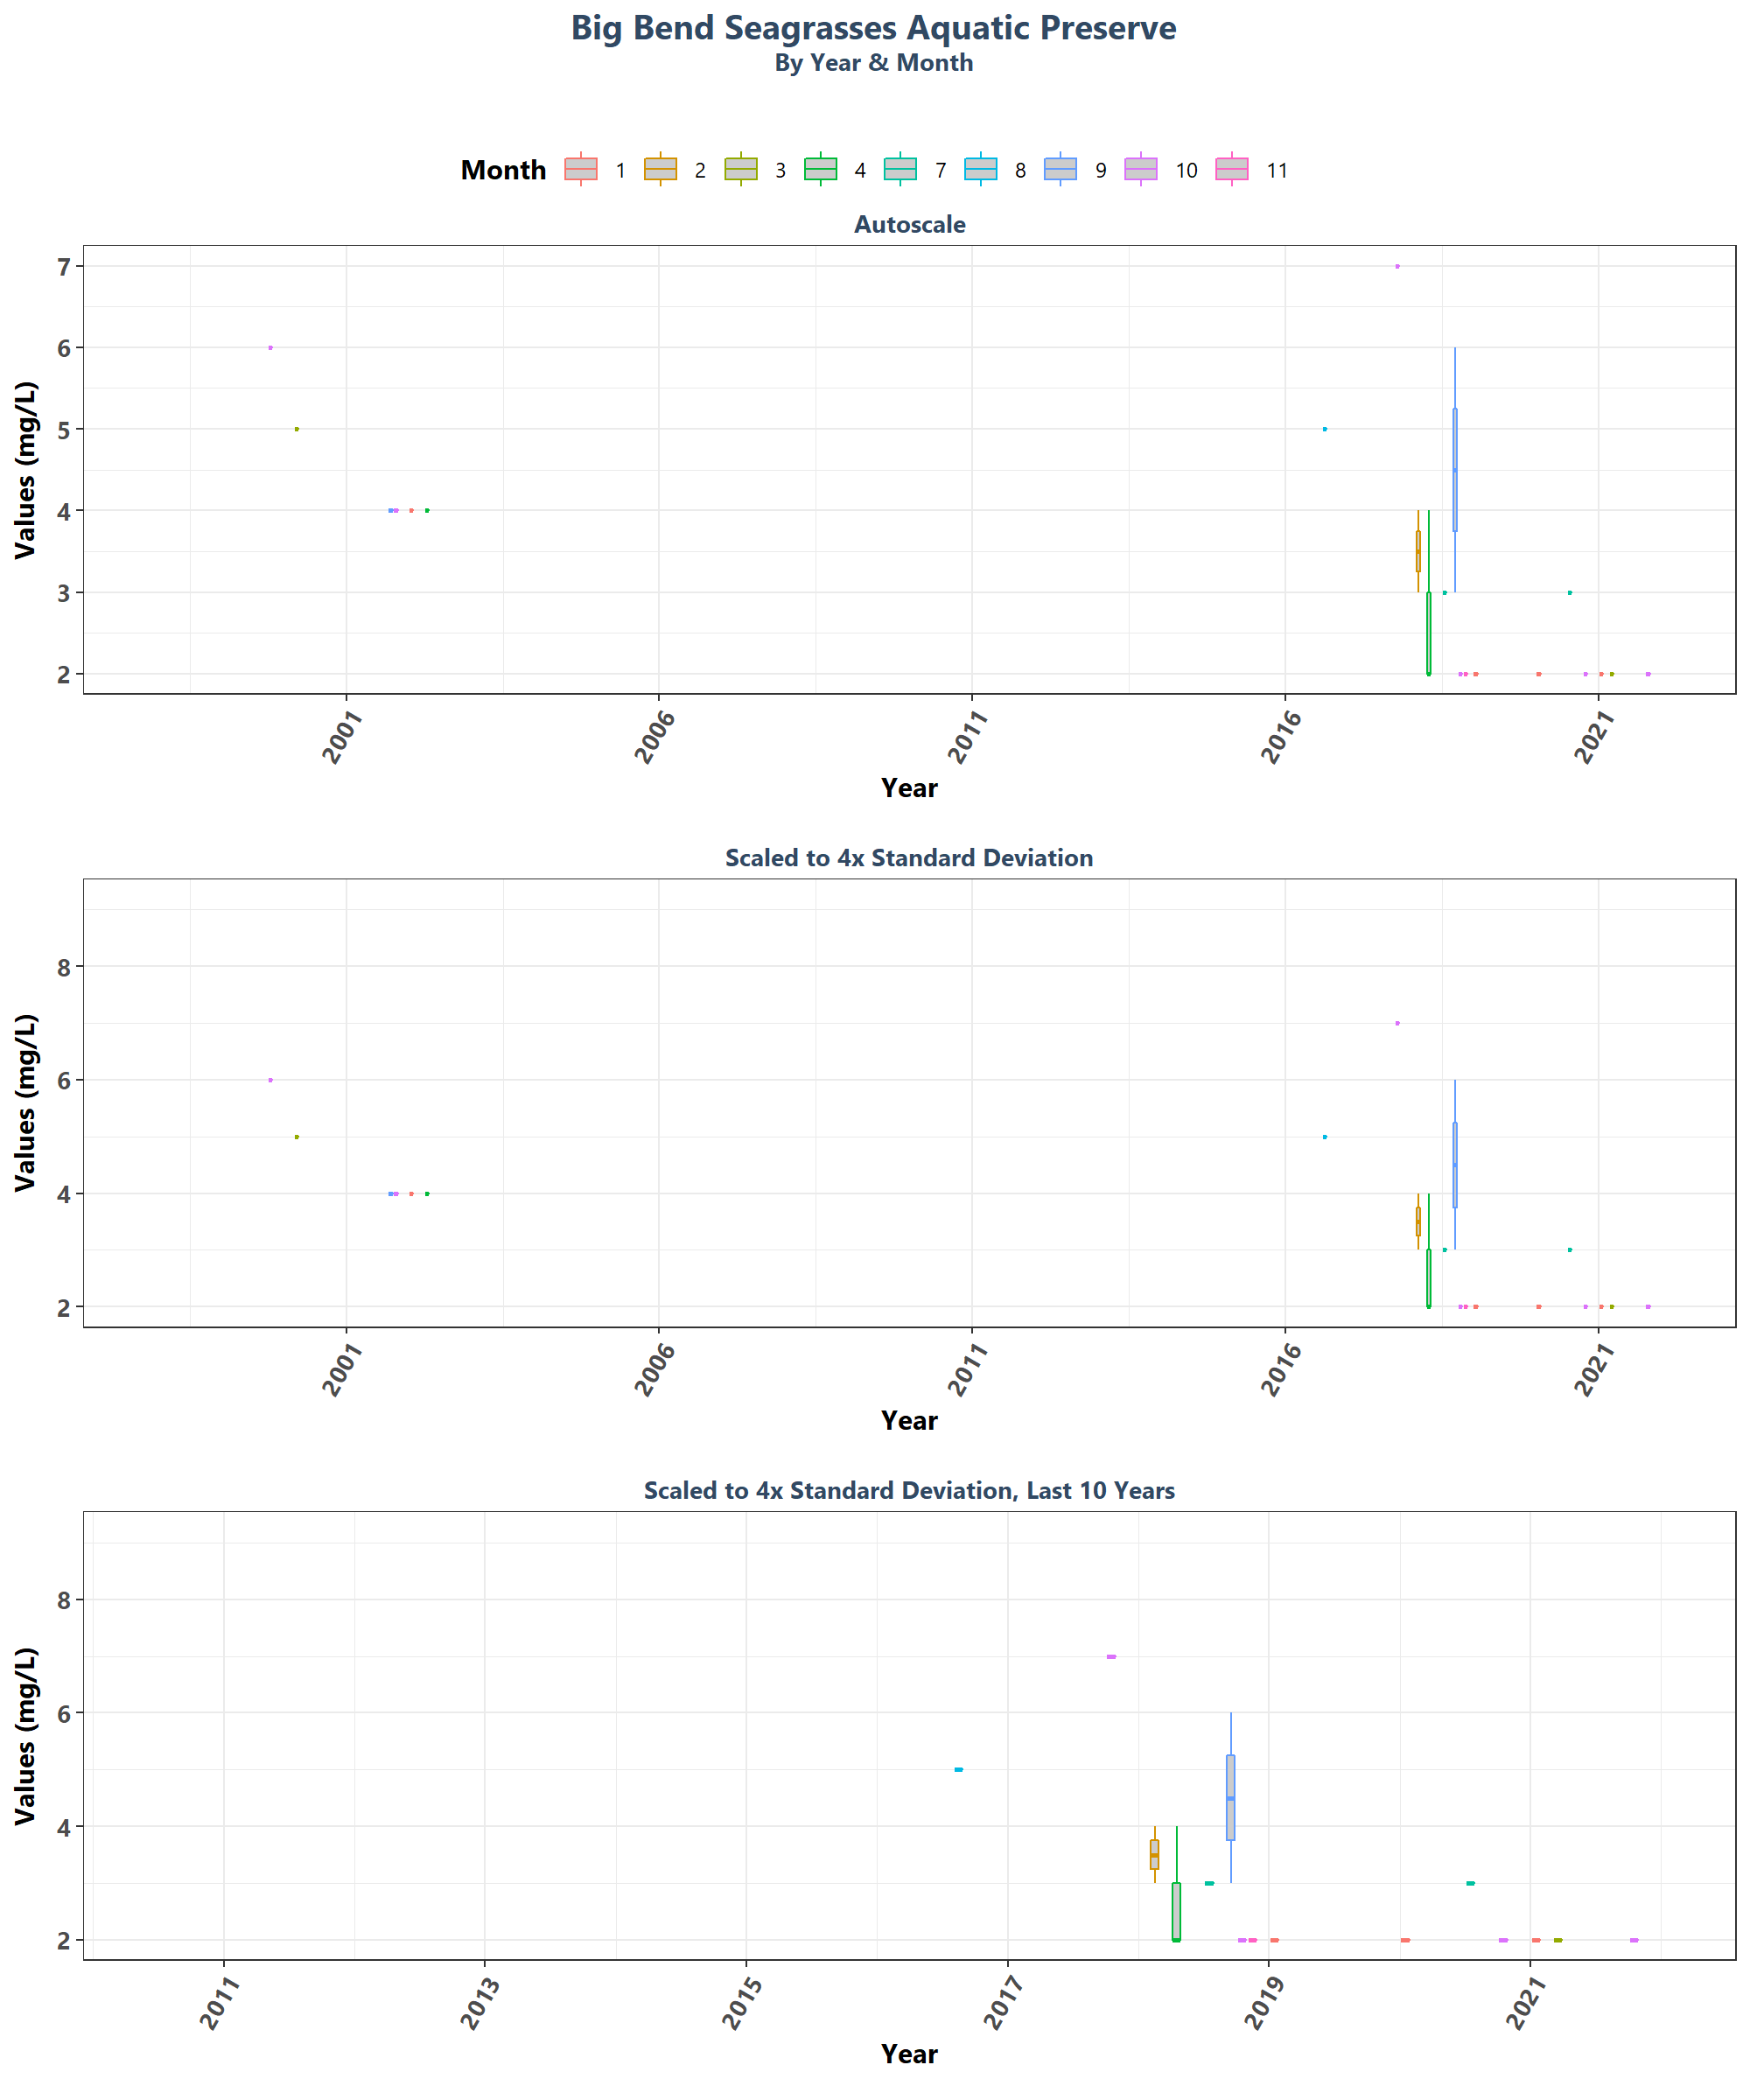 Big Bend Seagrasses Aquatic Preserve
By Year & Month
Month 1 2 3 4 7 8 9 10 11
Autoscale
Values (mg/L)
7
6
5
4
3
2
2001 2006 2011 2016 2021
Year
Scaled to 4x Standard Deviation
Values (mg/L)
8
6
4
2
2001 2006 2011 2016 2021
Year
Scaled to 4x Standard Deviation, Last 10 Years
Values (mg/L)
8
6
4
2
2011 2013 2015 2017 2019 2021
Year